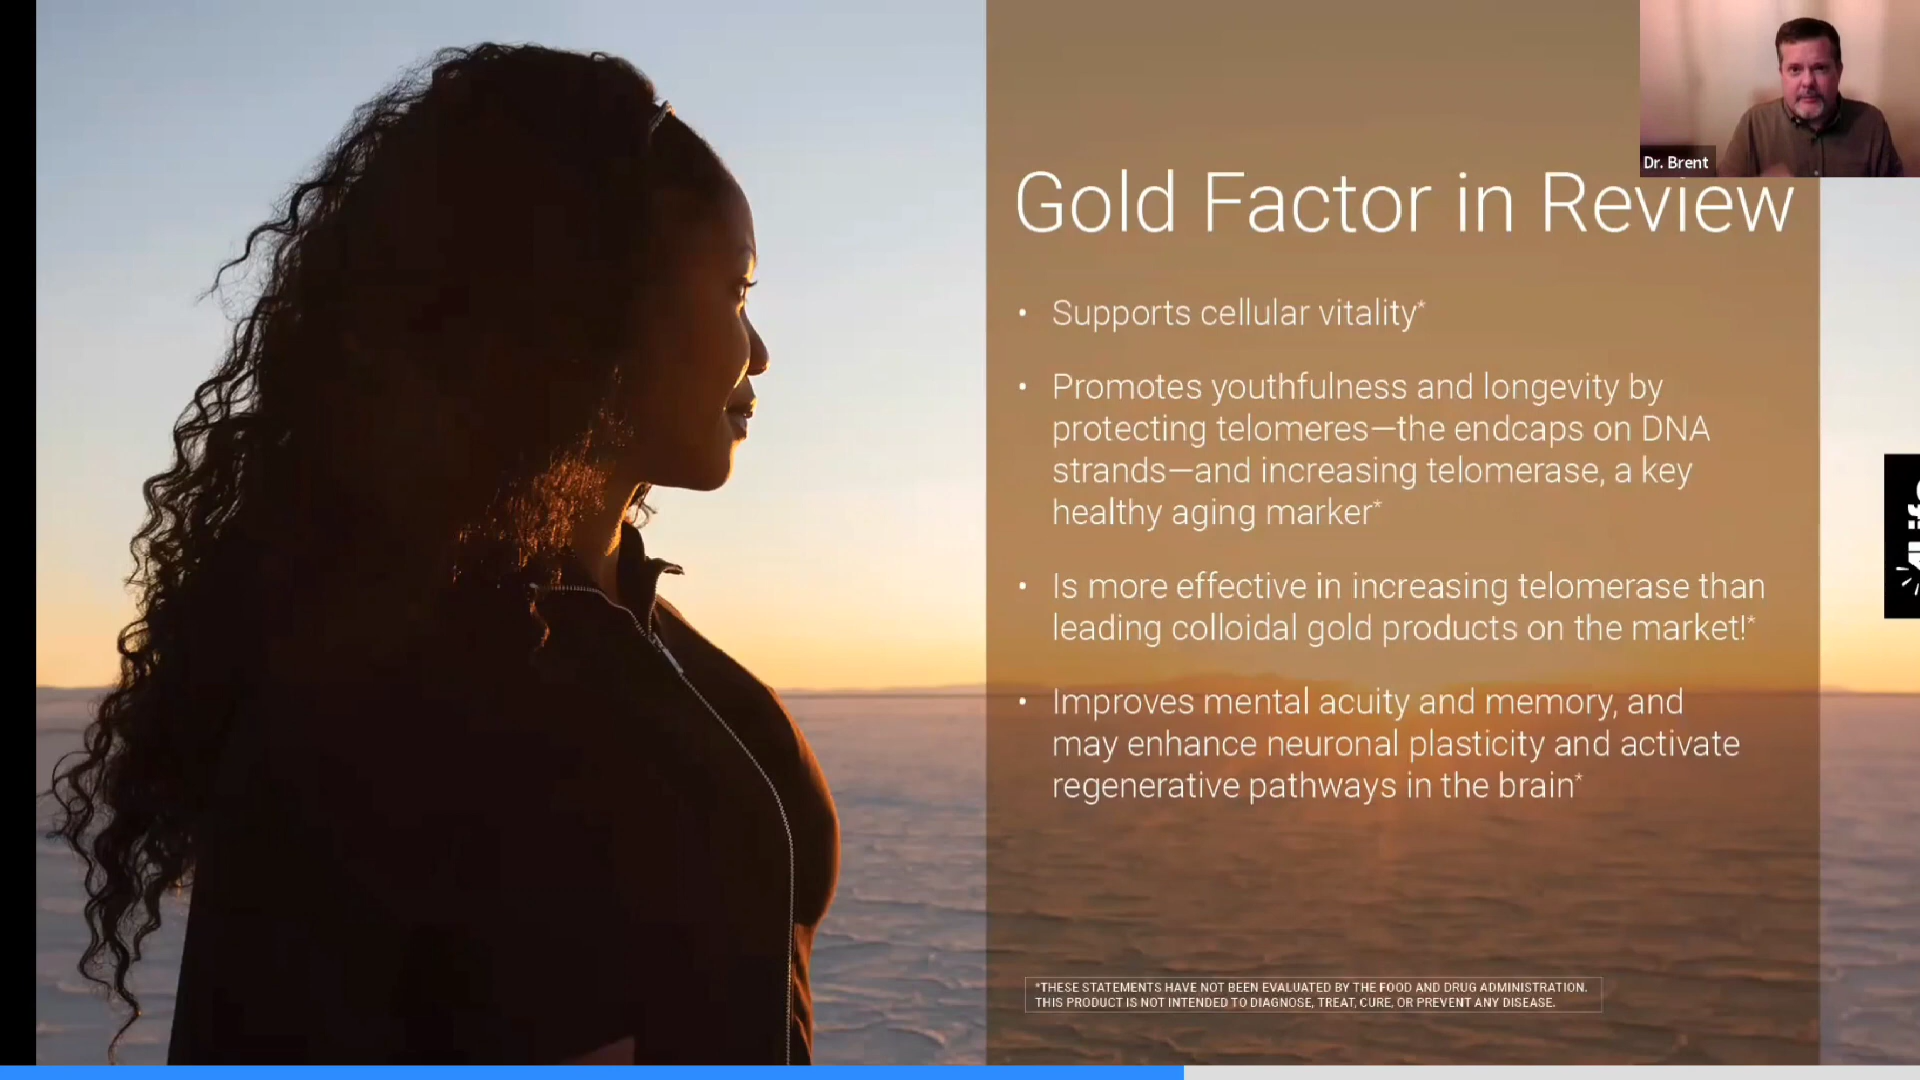 Dr. Brent
Gold Factor in Review
• Supports cellular vitality*
• Promotes youthfulness and longevity by
protecting telomeres—the endcaps on DNA
strands—and increasing telomerase, a key
healthy aging marker*
• Is more effective in increasing telomerase than
leading colloidal gold products on the market!*
• Improves mental acuity and memory, and
may enhance neuronal plasticity and activate
regenerative pathways in the brain*
*THESE STATEMENTS HAVE NOT BEEN EVALUATED BY THE FOOD AND DRUG ADMINISTRATION.
THIS PRODUCT IS NOT INTENDED TO DIAGNOSE, TREAT, CURE, OR PREVENT ANY DISEASE.